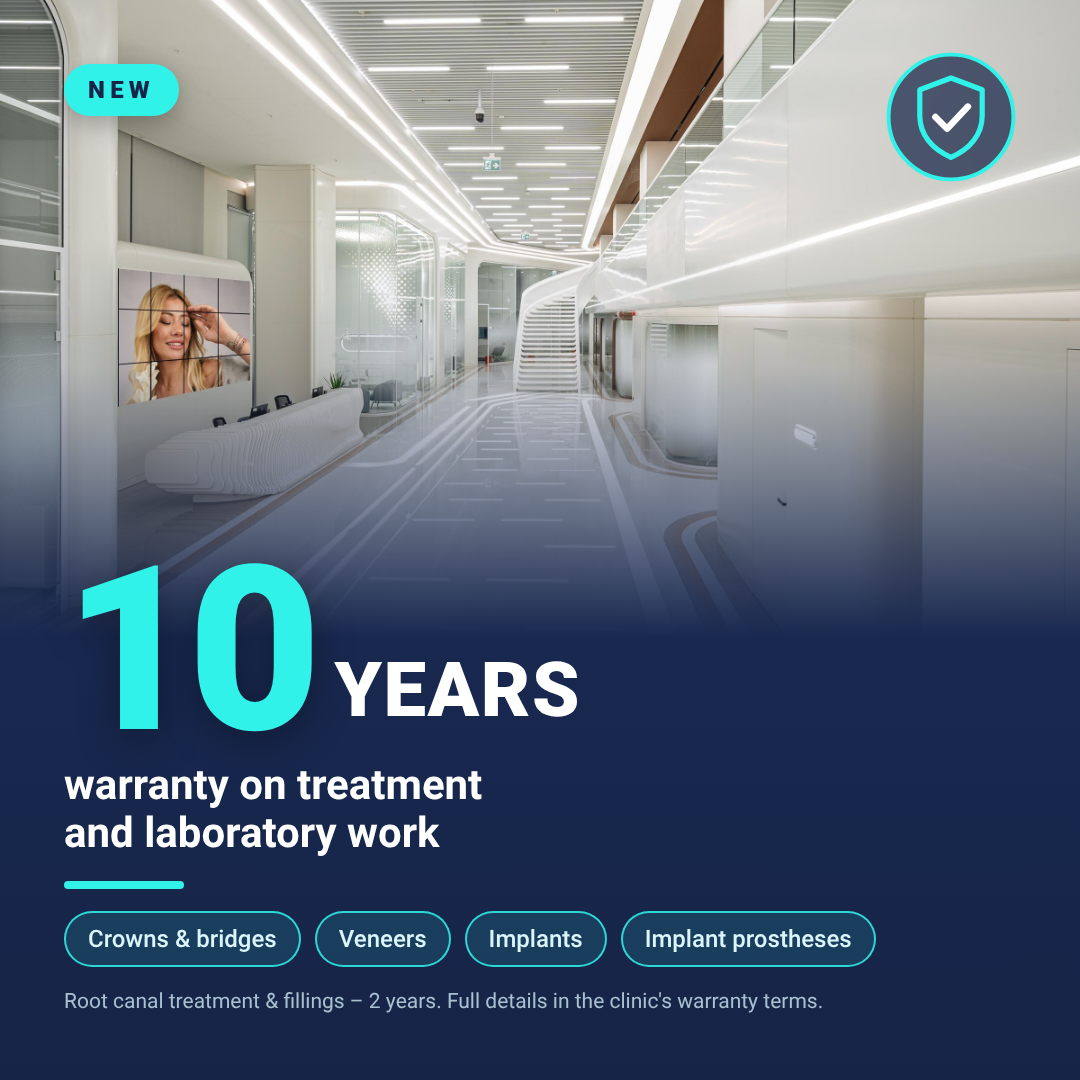 NEW
10 YEARS
warranty on treatment
and laboratory work
Crowns & bridges
Veneers
Implants
Implant prostheses
Root canal treatment & fillings – 2 years. Full details in the clinic's warranty terms.